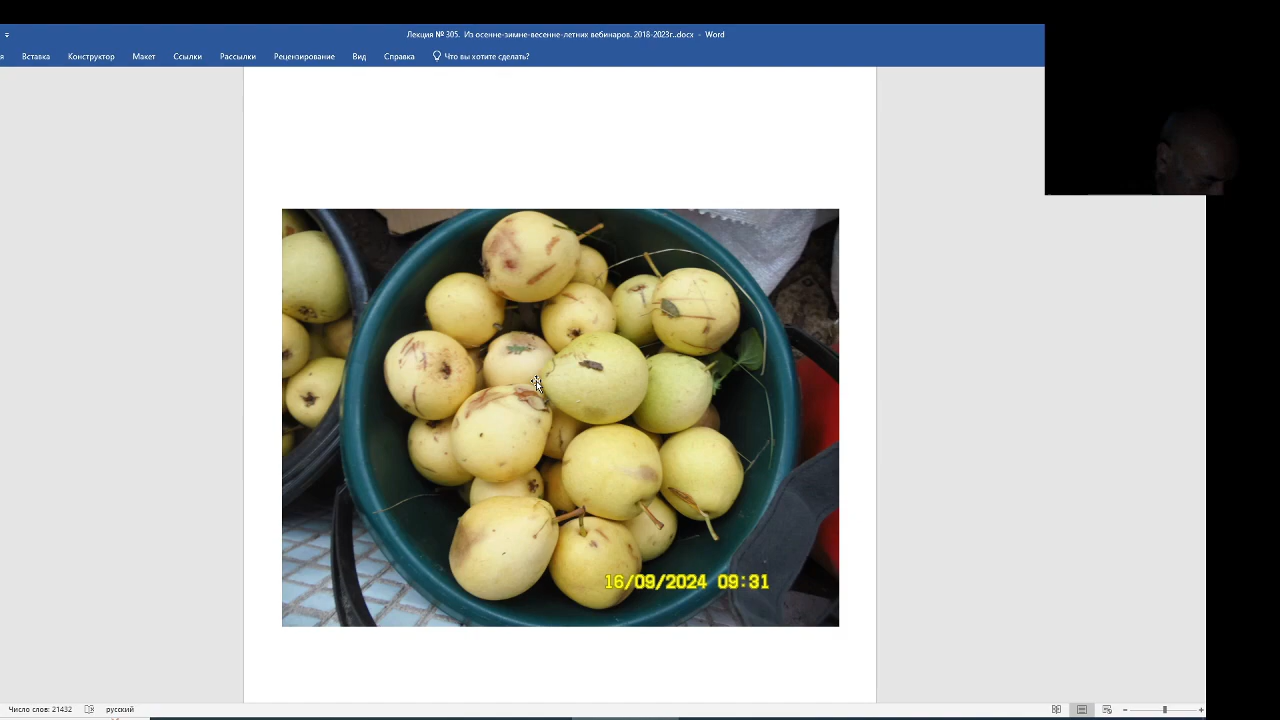 Лекция № 305.  Из осенне-зимне-весенне-летних вебинаров. 2018-2023г..docx  -  Word
я Вставка Конструктор Макет Ссылки Рассылки Рецензирование Вид Справка Что вы хотите сделать?
16/09/2024 09:31
Число слов: 21432 русский